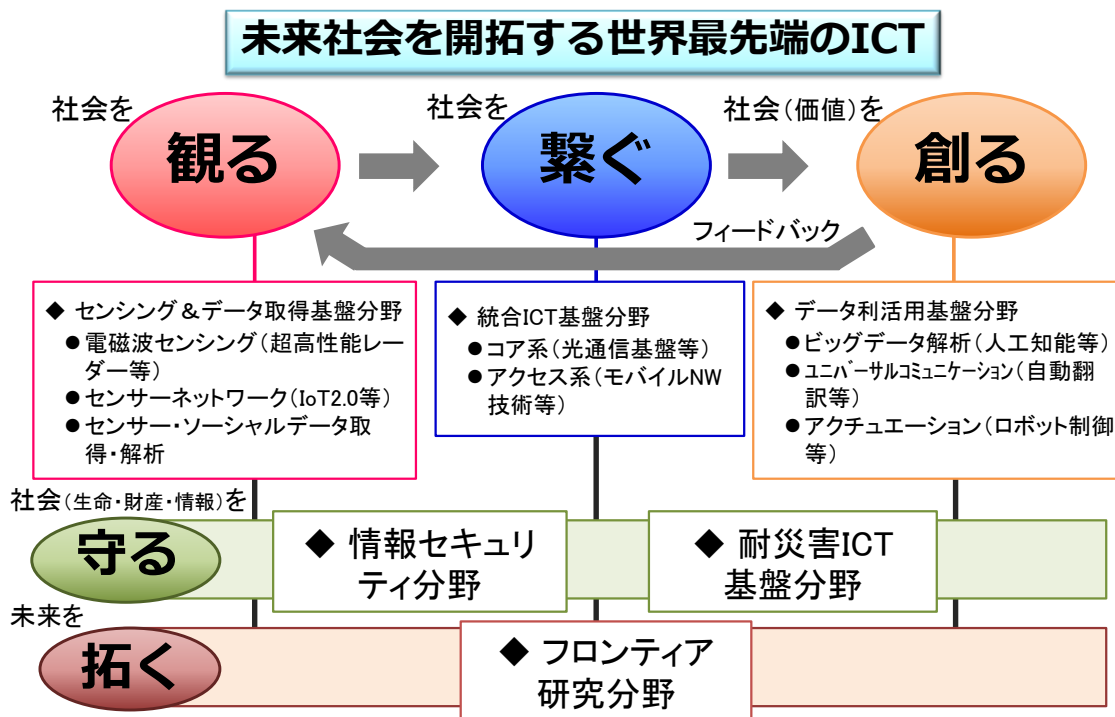 未来社会を開拓する世界最先端のICT
社会を
観る
社会を
繋ぐ
社会(価値)を
創る
フィードバック
◆ センシング&データ取得基盤分野
●電磁波センシング(超高性能レー
ダー等)
●センサーネットワーク(IoT2.0等)
●センサー・ソーシャルデータ取
得・解析
◆ 統合ICT基盤分野
●コア系(光通信基盤等)
●アクセス系(モバイルNW
技術等)
◆ データ利活用基盤分野
●ビッグデータ解析(人工知能等)
●ユニバーサルコミュニケーション(自動翻
訳等)
●アクチュエーション(ロボット制御
等)
社会(生命・財産・情報)を
守る
◆ 情報セキュリ
ティ分野
◆ 耐災害ICT
基盤分野
未来を
拓く
◆ フロンティア
研究分野